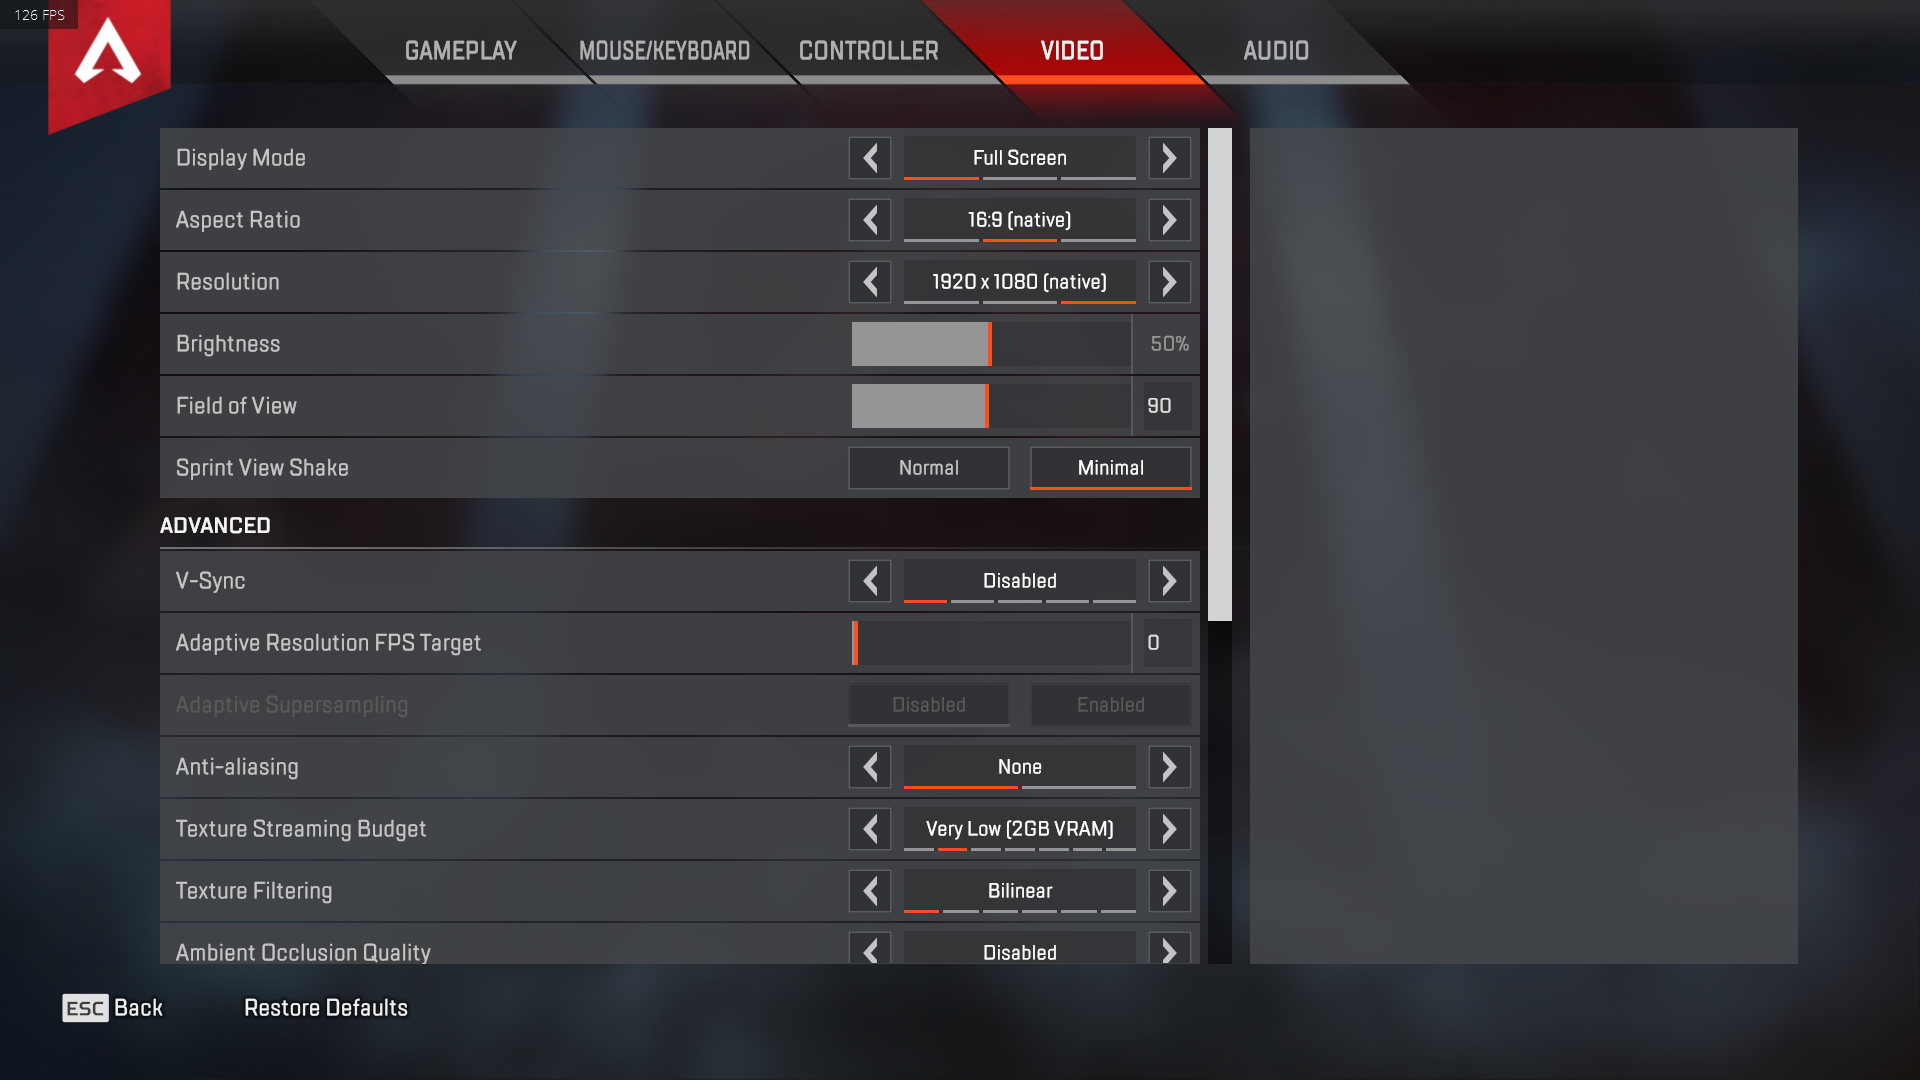 126 FPS
GAMEPLAY
MOUSE/KEYBOARD
CONTROLLER
VIDEO
AUDIO
Display Mode
Full Screen
Aspect Ratio
16:9 (native)
Resolution
1920 x 1080 (native)
Brightness
50%
Field of View
90
Sprint View Shake
Normal
Minimal
ADVANCED
V-Sync
Disabled
Adaptive Resolution FPS Target
0
Adaptive Supersampling
Disabled
Enabled
Anti-aliasing
None
Texture Streaming Budget
Very Low (2GB VRAM)
Texture Filtering
Bilinear
Ambient Occlusion Quality
Disabled
ESC Back
Restore Defaults